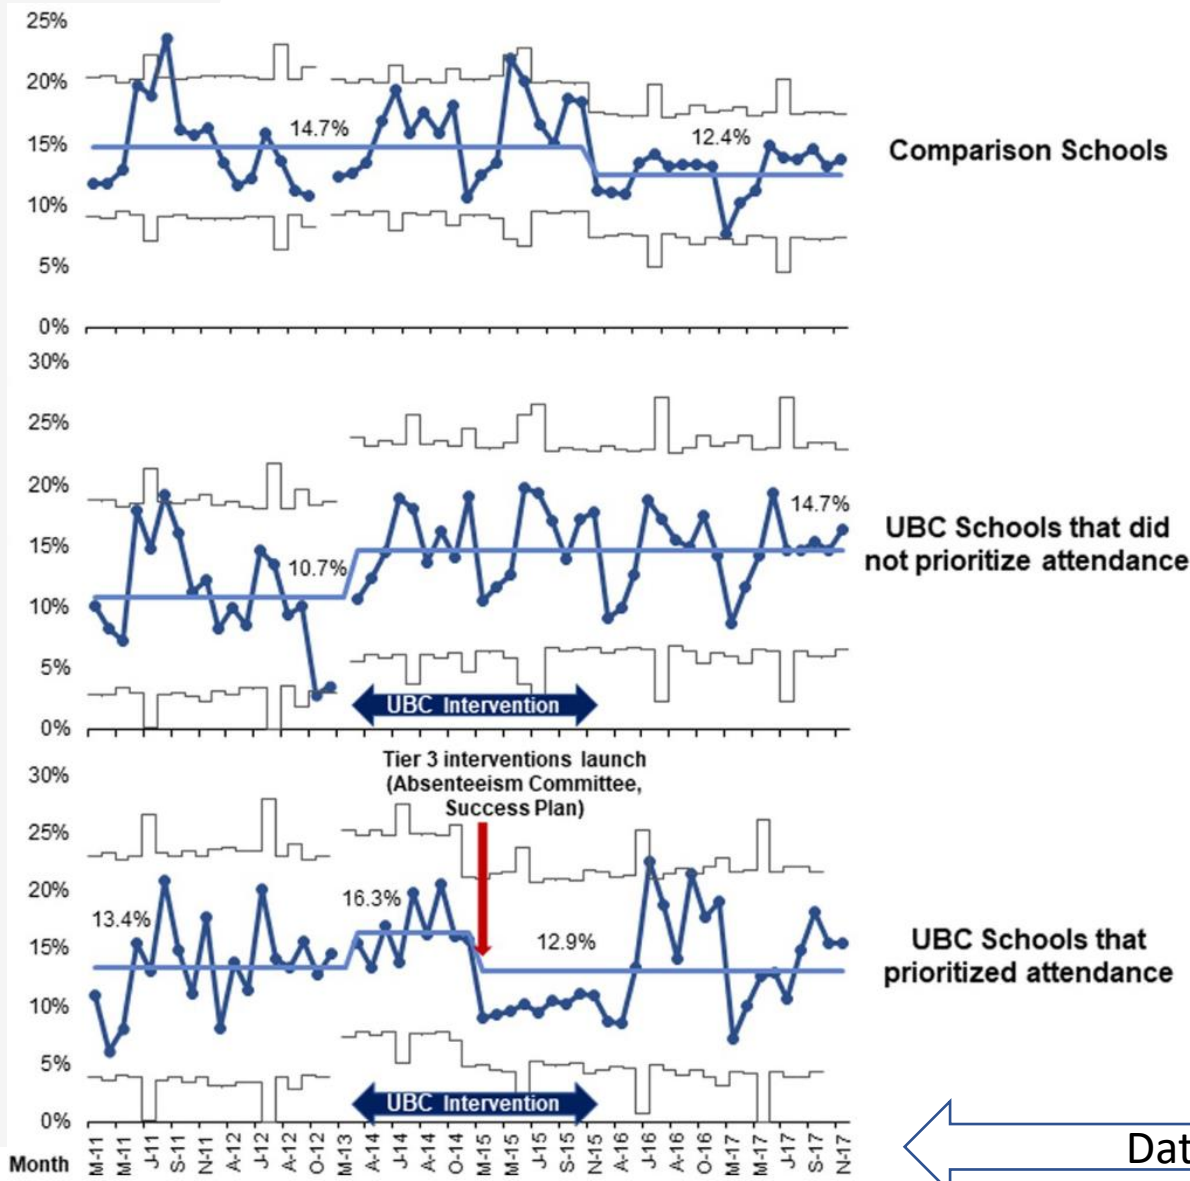 25%
20%
15%
10%
5%
0%
14.7%
12.4%
Comparison Schools
30%
25%
20%
15%
10%
5%
0%
10.7%
14.7%
UBC Schools that did
not prioritize attendance
UBC Intervention
Tier 3 interventions launch
(Absenteeism Committee,
Success Plan)
30%
25%
20%
15%
10%
5%
0%
13.4%
16.3%
12.9%
UBC Schools that
prioritized attendance
UBC Intervention
Month
M-11
M-11
J-11
S-11
N-11
A-12
J-12
A-12
O-12
M-13
A-14
J-14
A-14
O-14
M-15
M-15
J-15
S-15
N-15
A-16
J-16
A-16
O-16
M-17
M-17
J-17
S-17
N-17
Dat